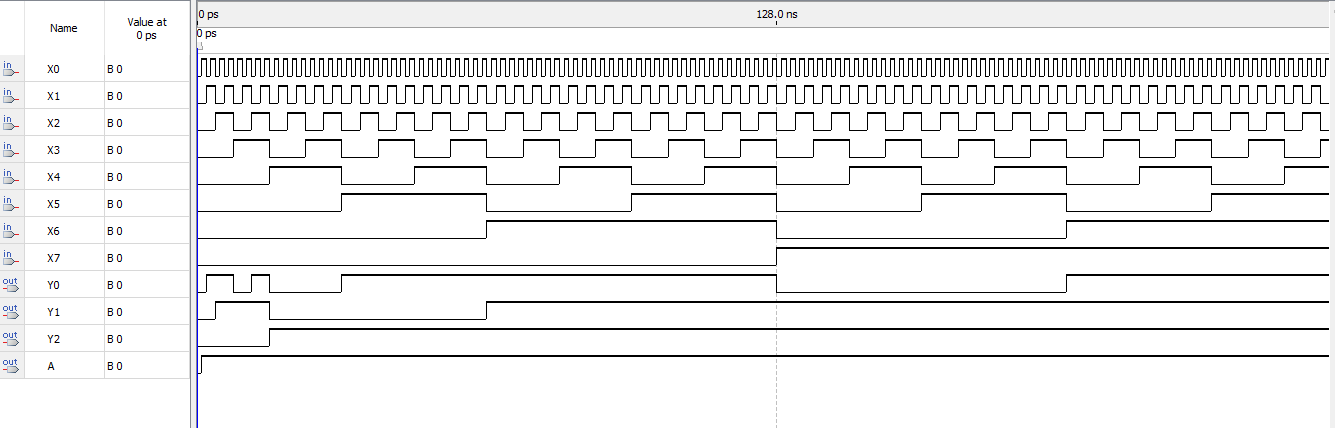 Name
Value at
0 ps
0 ps
128.0 ns
0 ps
in X0 B 0
in X1 B 0
in X2 B 0
in X3 B 0
in X4 B 0
in X5 B 0
in X6 B 0
in X7 B 0
out Y0 B 0
out Y1 B 0
out Y2 B 0
out A B 0